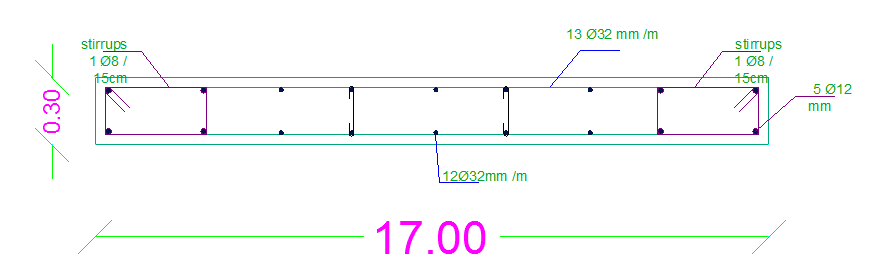 13 Ø32 mm /m
stirrups
1 Ø8 /
15cm
stirrups
1 Ø8 /
15cm
5 Ø12
mm
0.30
12Ø32mm /m
17.00